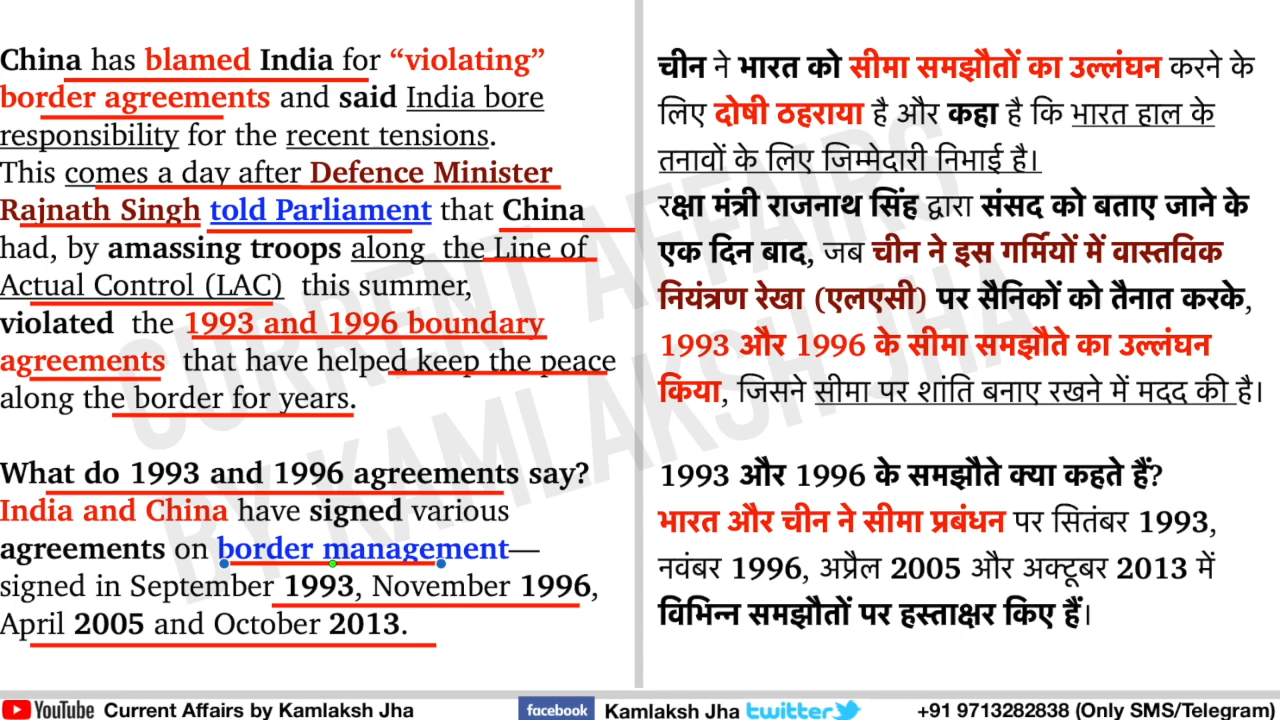 China has blamed India for “violating”
border agreements and said India bore
responsibility for the recent tensions.
This comes a day after Defence Minister
Rajnath Singh told Parliament that China
had, by amassing troops along the Line of
Actual Control (LAC) this summer,
violated the 1993 and 1996 boundary
agreements that have helped keep the peace
along the border for years.
What do 1993 and 1996 agreements say?
India and China have signed various
agreements on border management—
signed in September 1993, November 1996,
April 2005 and October 2013.
चीन ने भारत को सीमा समझौतों का उल्लंघन करने के
लिए दोषी ठहराया है और कहा है कि भारत हाल के
तनावों के लिए जिम्मेदारी निभाई है।
रक्षा मंत्री राजनाथ सिंह द्वारा संसद को बताए जाने के
एक दिन बाद, जब चीन ने इस गर्मियों में वास्तविक
नियंत्रण रेखा (एलएसी) पर सैनिकों को तैनात करके,
1993 और 1996 के सीमा समझौते का उल्लंघन
किया, जिसने सीमा पर शांति बनाए रखने में मदद की है।
1993 और 1996 के समझौते क्या कहते हैं?
भारत और चीन ने सीमा प्रबंधन पर सितंबर 1993,
नवंबर 1996, अप्रैल 2005 और अक्टूबर 2013 में
विभिन्न समझौतों पर हस्ताक्षर किए हैं।
CURRENT AFFAIRS
BY KAMLAKSH JHA
YouTube Current Affairs by Kamlaksh Jha facebook Kamlaksh Jha twitter +91 9713282838 (Only SMS/Telegram)